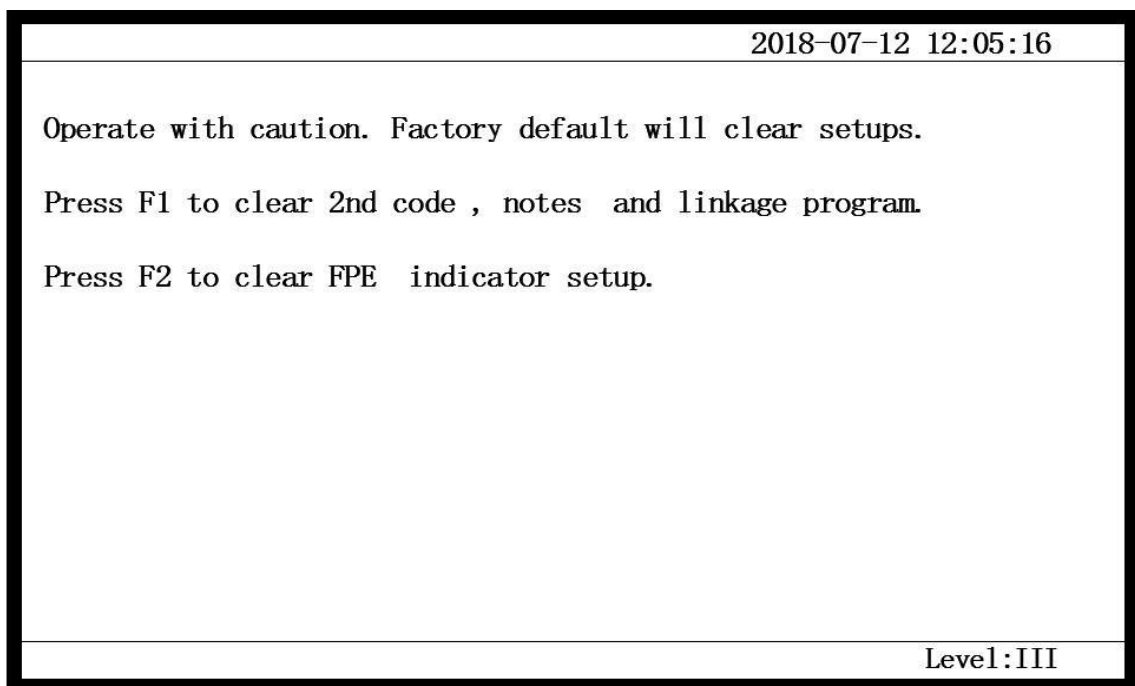 2018-07-12 12:05:16
Operate with caution. Factory default will clear setups.
Press F1 to clear 2nd code , notes  and linkage program.
Press F2 to clear FPE  indicator setup.
Level:III